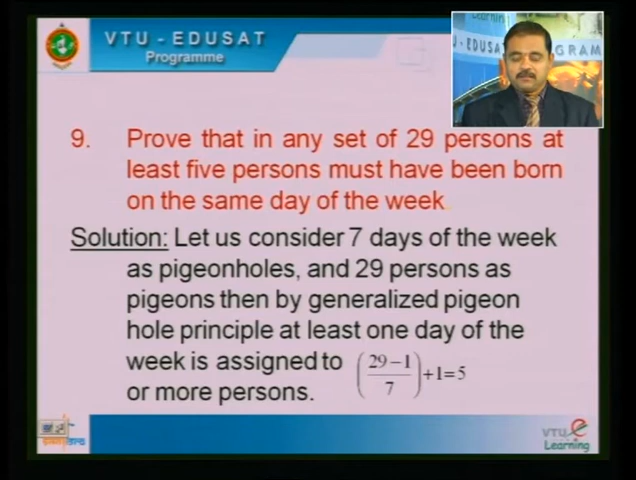 VTU - EDUSAT
Programme
Learning
U - EDUSA
GRAM
9. Prove that in any set of 29 persons at
least five persons must have been born
on the same day of the week
Solution: Let us consider 7 days of the week
as pigeonholes, and 29 persons as
pigeons then by generalized pigeon
hole principle at least one day of the
week is assigned to (29-1/7)+1=5
or more persons.
VTU e
Learning